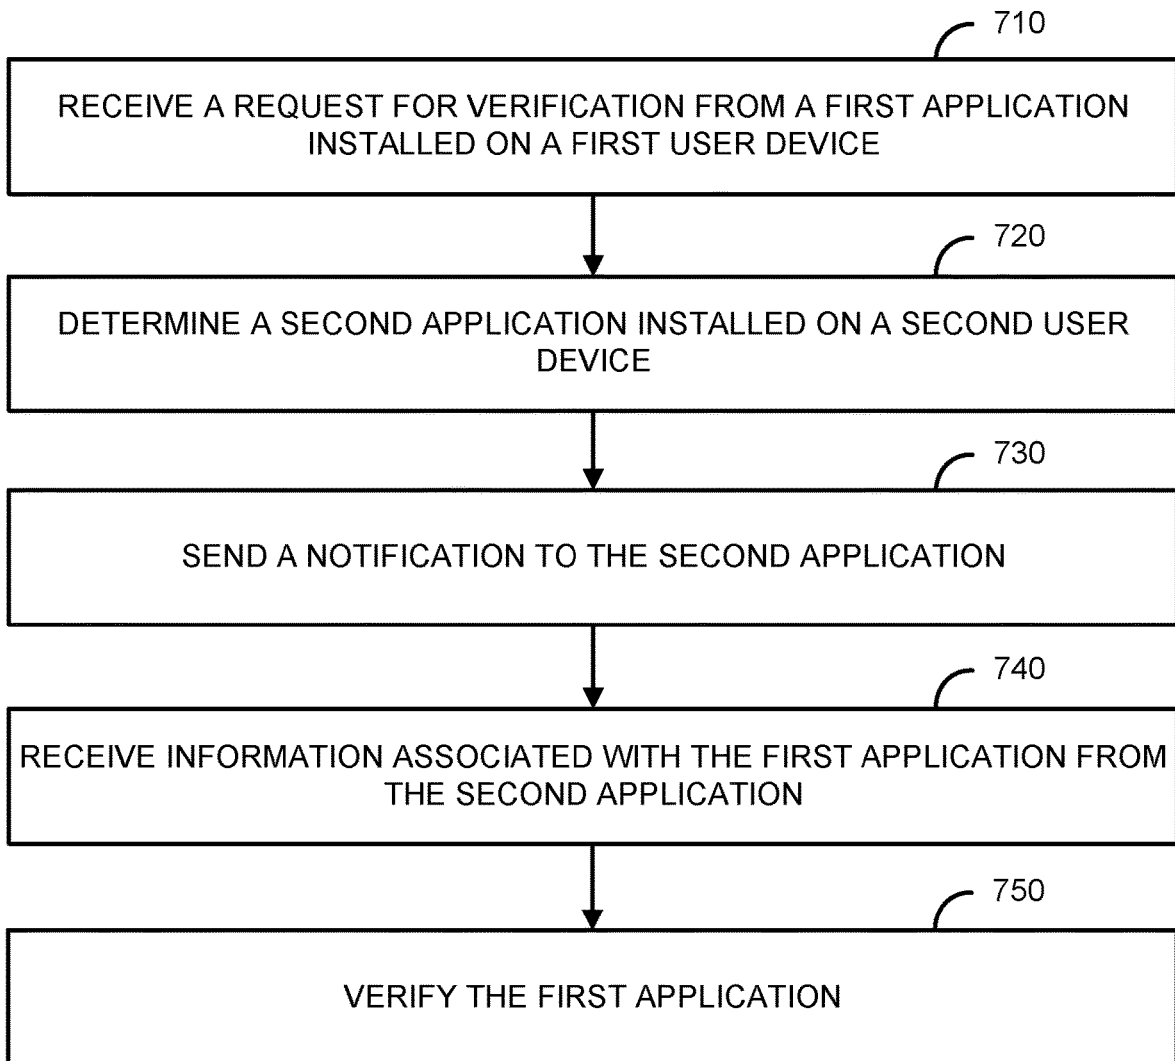 710
RECEIVE A REQUEST FOR VERIFICATION FROM A FIRST APPLICATION
INSTALLED ON A FIRST USER DEVICE
720
DETERMINE A SECOND APPLICATION INSTALLED ON A SECOND USER
DEVICE
730
SEND A NOTIFICATION TO THE SECOND APPLICATION
740
RECEIVE INFORMATION ASSOCIATED WITH THE FIRST APPLICATION FROM
THE SECOND APPLICATION
750
VERIFY THE FIRST APPLICATION